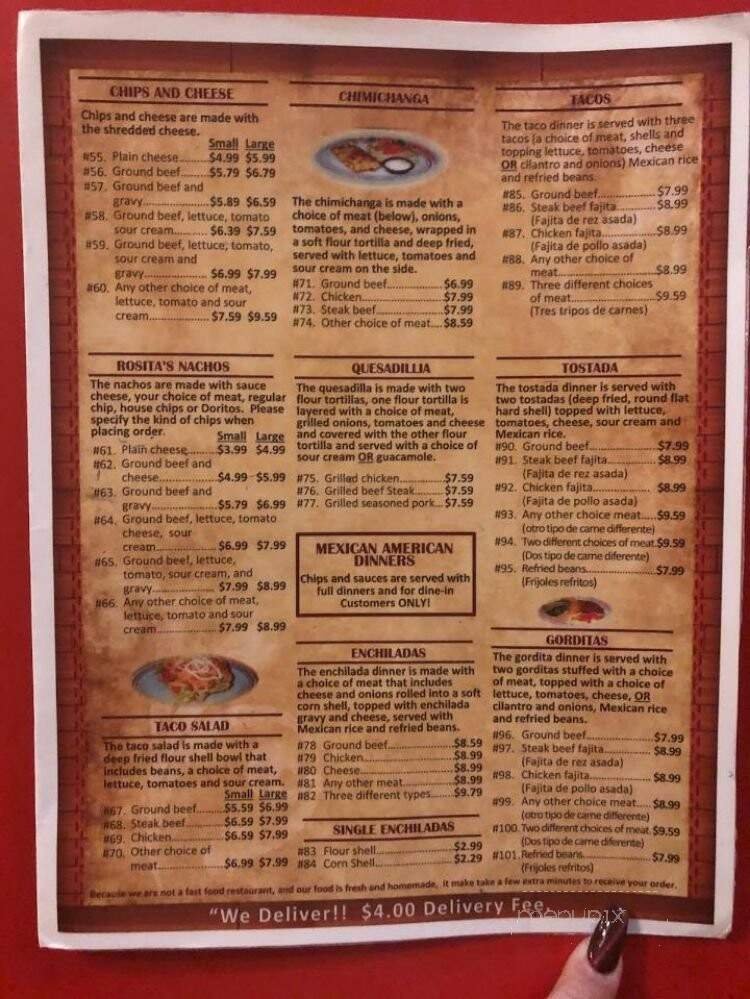 CHIPS AND CHEESE
Chips and cheese are made with
the shredded cheese.
Small Large
#55. Plain cheese..........$4.99 $5.99
#56. Ground beef..........$5.79 $6.79
#57. Ground beef and
gravy......................$5.89 $6.59
#58. Ground beef, lettuce, tomato
sour cream............$6.39 $7.59
#59. Ground beef, lettuce, tomato,
sour cream and
gravy......................$6.99 $7.99
#60. Any other choice of meat,
lettuce, tomato and sour
cream.....................$7.59 $9.59
ROSITA'S NACHOS
The nachos are made with sauce
cheese, your choice of meat, regular
chip, house chips or Doritos. Please
specify the kind of chips when
placing order.
Small Large
#61. Plain cheese..........$3.99 $4.99
#62. Ground beef and
cheese....................$4.99 $5.99
#63. Ground beef and
gravy......................$5.79 $6.99
#64. Ground beef, lettuce, tomato
cheese, sour
cream.....................$6.99 $7.99
#65. Ground beef, lettuce,
tomato, sour cream, and
gravy......................$7.99 $8.99
#66. Any other choice of meat,
lettuce, tomato and sour
cream.....................$7.99 $8.99
TACO SALAD
The taco salad is made with a
deep fried flour shell bowl that
includes beans, a choice of meat,
lettuce, tomatoes and sour cream.
Small Large
#67. Ground beef..........$5.59 $6.99
#68. Steak beef.............$6.59 $7.99
#69. Chicken.................$6.59 $7.99
#70. Other choice of
meat......................$6.99 $7.99
CHIMICHANGA
The chimichanga is made with a
choice of meat (below), onions,
tomatoes, and cheese, wrapped in
a soft flour tortilla and deep fried,
served with lettuce, tomatoes and
sour cream on the side.
#71. Ground beef.....................$6.99
#72. Chicken............................$7.99
#73. Steak beef........................$7.99
#74. Other choice of meat....$8.59
QUESADILLIA
The quesadilla is made with two
flour tortillas, one flour tortilla is
layered with a choice of meat,
grilled onions, tomatoes and cheese
and covered with the other flour
tortilla and served with a choice of
sour cream OR guacamole.
#75. Grilled chicken................$7.59
#76. Grilled beef Steak............$7.59
#77. Grilled seasoned pork...$7.59
MEXICAN AMERICAN
DINNERS
Chips and sauces are served with
full dinners and for dine-in
Customers ONLY!
ENCHILADAS
The enchilada dinner is made with
a choice of meat that includes
cheese and onions rolled into a soft
corn shell, topped with enchilada
gravy and cheese, served with
Mexican rice and refried beans.
#78 Ground beef......................$8.59
#79 Chicken.............................$8.99
#80 Cheese..............................$8.99
#81 Any other meat.................$8.99
#82 Three different types.........$9.79
SINGLE ENCHILADAS
#83 Flour shell.........................$2.99
#84 Corn Shell.........................$2.29
TACOS
The taco dinner is served with three
tacos (a choice of meat, shells and
topping lettuce, tomatoes, cheese
OR cilantro and onions) Mexican rice
and refried beans.
#85. Ground beef....................$7.99
#86. Steak beef fajita..............$8.99
(Fajita de rez asada)
#87. Chicken fajita..................$8.99
(Fajita de pollo asada)
#88. Any other choice of
meat...............................$8.99
#89. Three different choices
of meat...........................$9.59
(Tres tripos de carnes)
TOSTADA
The tostada dinner is served with
two tostadas (deep fried, round flat
hard shell) topped with lettuce,
tomatoes, cheese, sour cream and
Mexican rice.
#90. Ground beef....................$7.99
#91. Steak beef fajita..............$8.99
(Fajita de rez asada)
#92. Chicken fajita.................. $8.99
(Fajita de pollo asada)
#93. Any other choice meat....$9.59
(otro tipo de carne diferente)
#94. Two different choices of meat.$9.59
(Dos tipo de carne diferente)
#95. Refried beans..................$7.99
(Frijoles refritos)
GORDITAS
The gordita dinner is served with
two gorditas stuffed with a choice
of meat, topped with a choice of
lettuce, tomatoes, cheese, OR
cilantro and onions, Mexican rice
and refried beans.
#96. Ground beef....................$7.99
#97. Steak beef fajita..............$8.99
(Fajita de rez asada)
#98. Chicken fajita..................$8.99
(Fajita de pollo asada)
#99. Any other choice meat....$8.99
(otro tipo de carne diferente)
#100. Two different choices of meat. $9.59
(Dos tipo de carne diferente)
#101. Refried beans..................$7.99
(Frijoles refritos)
Because we are not a fast food restaurant, and our food is fresh and homemade, it make take a few extra minutes to receive your order.
"We Deliver!! $4.00 Delivery Fee
menupix